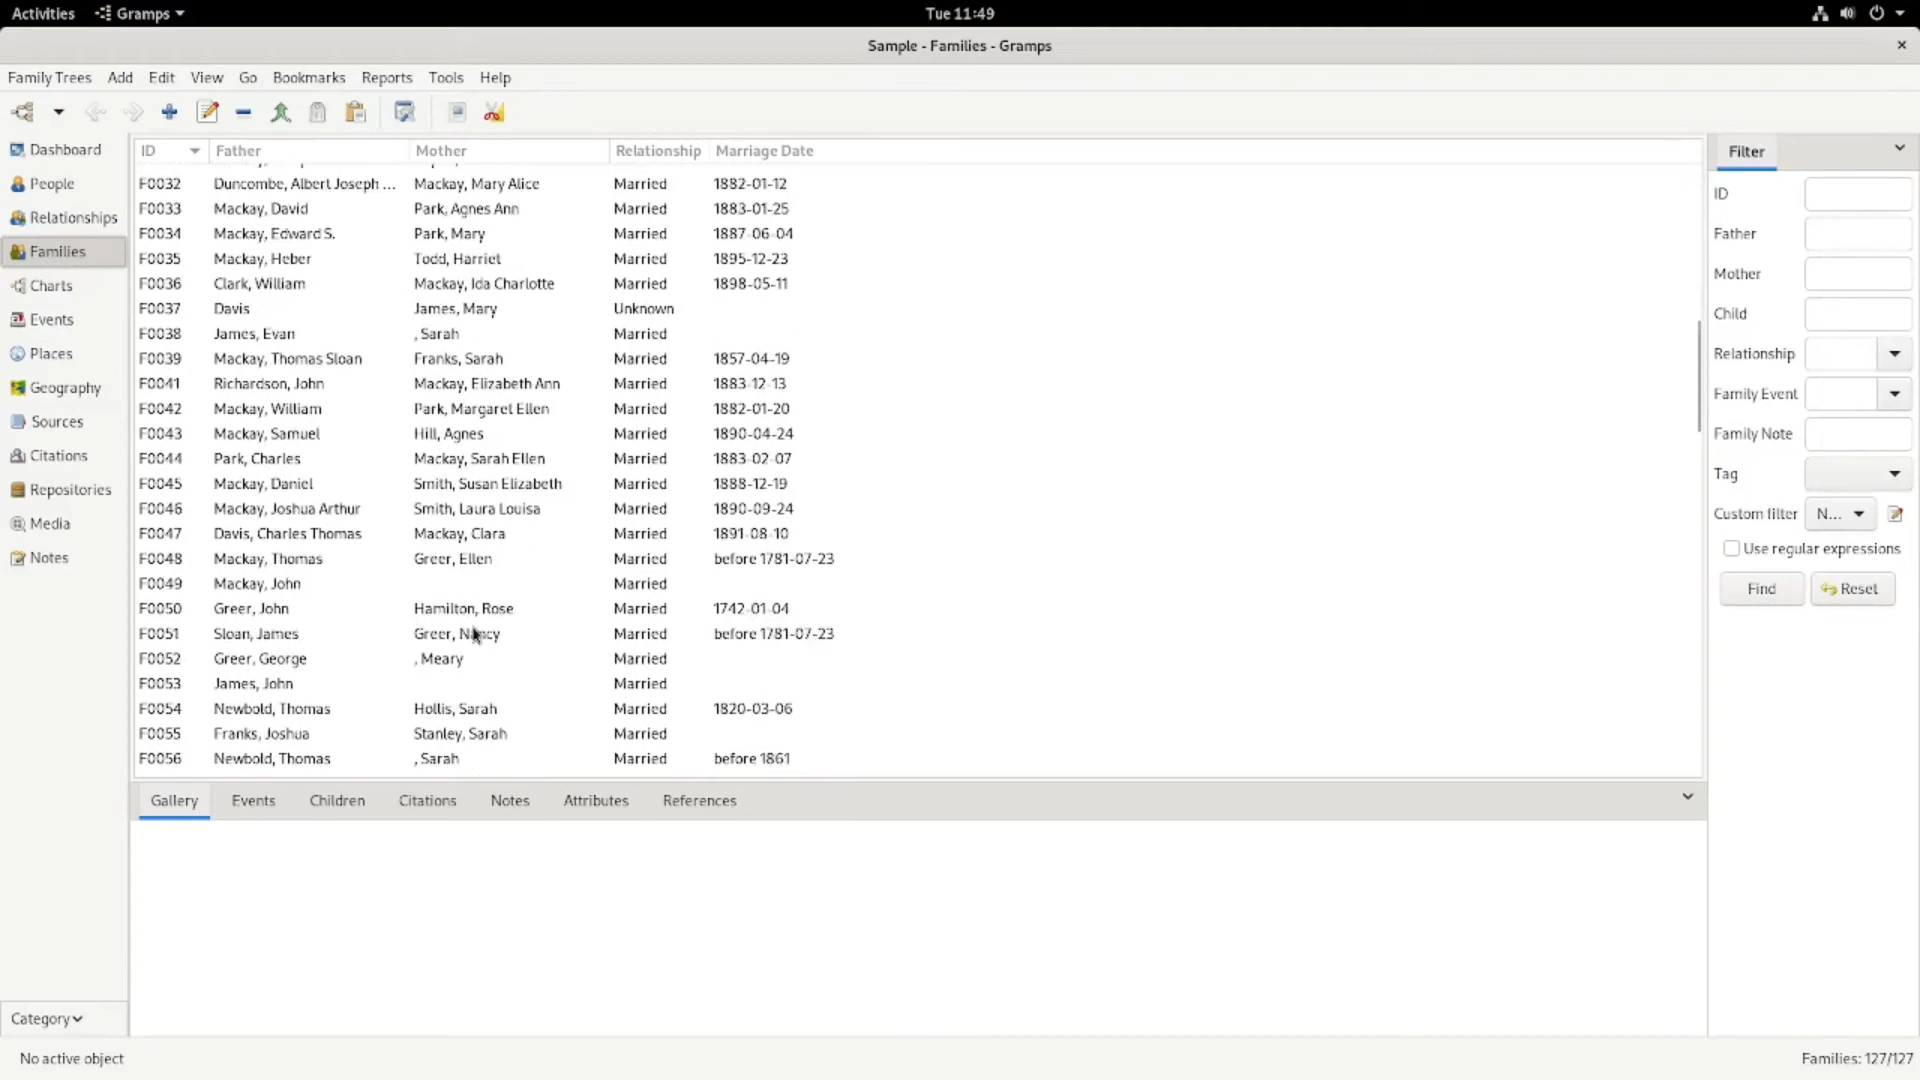 Activities Gramps Tue 11:49
Sample - Families - Gramps
Family Trees Add Edit View Go Bookmarks Reports Tools Help
Dashboard
People
Relationships
Families
Charts
Events
Places
Geography
Sources
Citations
Repositories
Media
Notes
Category
ID Father Mother Relationship Marriage Date
F0032 Duncombe, Albert Joseph ... Mackay, Mary Alice Married 1882-01-12
F0033 Mackay, David Park, Agnes Ann Married 1883-01-25
F0034 Mackay, Edward S. Park, Mary Married 1887-06-04
F0035 Mackay, Heber Todd, Harriet Married 1895-12-23
F0036 Clark, William Mackay, Ida Charlotte Married 1898-05-11
F0037 Davis James, Mary Unknown
F0038 James, Evan , Sarah Married
F0039 Mackay, Thomas Sloan Franks, Sarah Married 1857-04-19
F0041 Richardson, John Mackay, Elizabeth Ann Married 1883-12-13
F0042 Mackay, William Park, Margaret Ellen Married 1882-01-20
F0043 Mackay, Samuel Hill, Agnes Married 1890-04-24
F0044 Park, Charles Mackay, Sarah Ellen Married 1883-02-07
F0045 Mackay, Daniel Smith, Susan Elizabeth Married 1888-12-19
F0046 Mackay, Joshua Arthur Smith, Laura Louisa Married 1890-09-24
F0047 Davis, Charles Thomas Mackay, Clara Married 1891-08-10
F0048 Mackay, Thomas Greer, Ellen Married before 1781-07-23
F0049 Mackay, John Married
F0050 Greer, John Hamilton, Rose Married 1742-01-04
F0051 Sloan, James Greer, Nancy Married before 1781-07-23
F0052 Greer, George , Meary Married
F0053 James, John Married
F0054 Newbold, Thomas Hollis, Sarah Married 1820-03-06
F0055 Franks, Joshua Stanley, Sarah Married
F0056 Newbold, Thomas , Sarah Married before 1861
Gallery Events Children Citations Notes Attributes References
Filter
ID
Father
Mother
Child
Relationship
Family Event
Family Note
Tag
Custom filter N...
Use regular expressions
Find Reset
No active object Families: 127/127